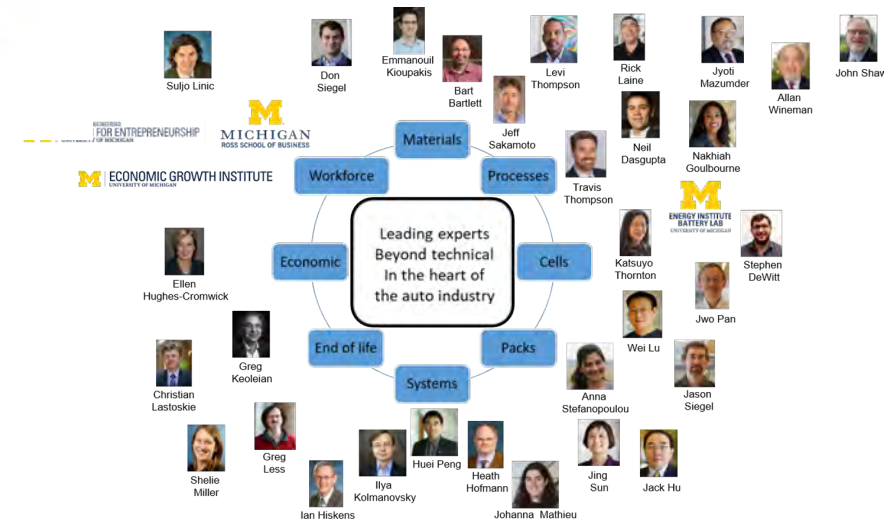 Suljo Linic
Don
Siegel
Emmanouil
Kioupakis
Bart
Bartlett
Levi
Thompson
Rick
Laine
Jyoti
Mazumder
Allan
Wineman
John Shaw
Jeff
Sakamoto
Neil
Dasgupta
Nakhiah
Goulbourne
Travis
Thompson
FOR ENTREPRENEURSHIP
OF MICHIGAN
M
MICHIGAN
ROSS SCHOOL OF BUSINESS
M ECONOMIC GROWTH INSTITUTE
UNIVERSITY OF MICHIGAN
M
ENERGY INSTITUTE
BATTERY LAB
UNIVERSITY OF MICHIGAN
Materials
Workforce
Processes
Economic
Cells
End of life
Packs
Systems
Leading experts
Beyond technical
In the heart of
the auto industry
Katsuyo
Thornton
Stephen
DeWitt
Jwo Pan
Wei Lu
Ellen
Hughes-Cromwick
Greg
Keoleian
Christian
Lastoskie
Anna
Stefanopoulou
Jason
Siegel
Shelie
Miller
Greg
Less
Ian Hiskens
Ilya
Kolmanovsky
Huei Peng
Heath
Hofmann
Johanna Mathieu
Jing
Sun
Jack Hu